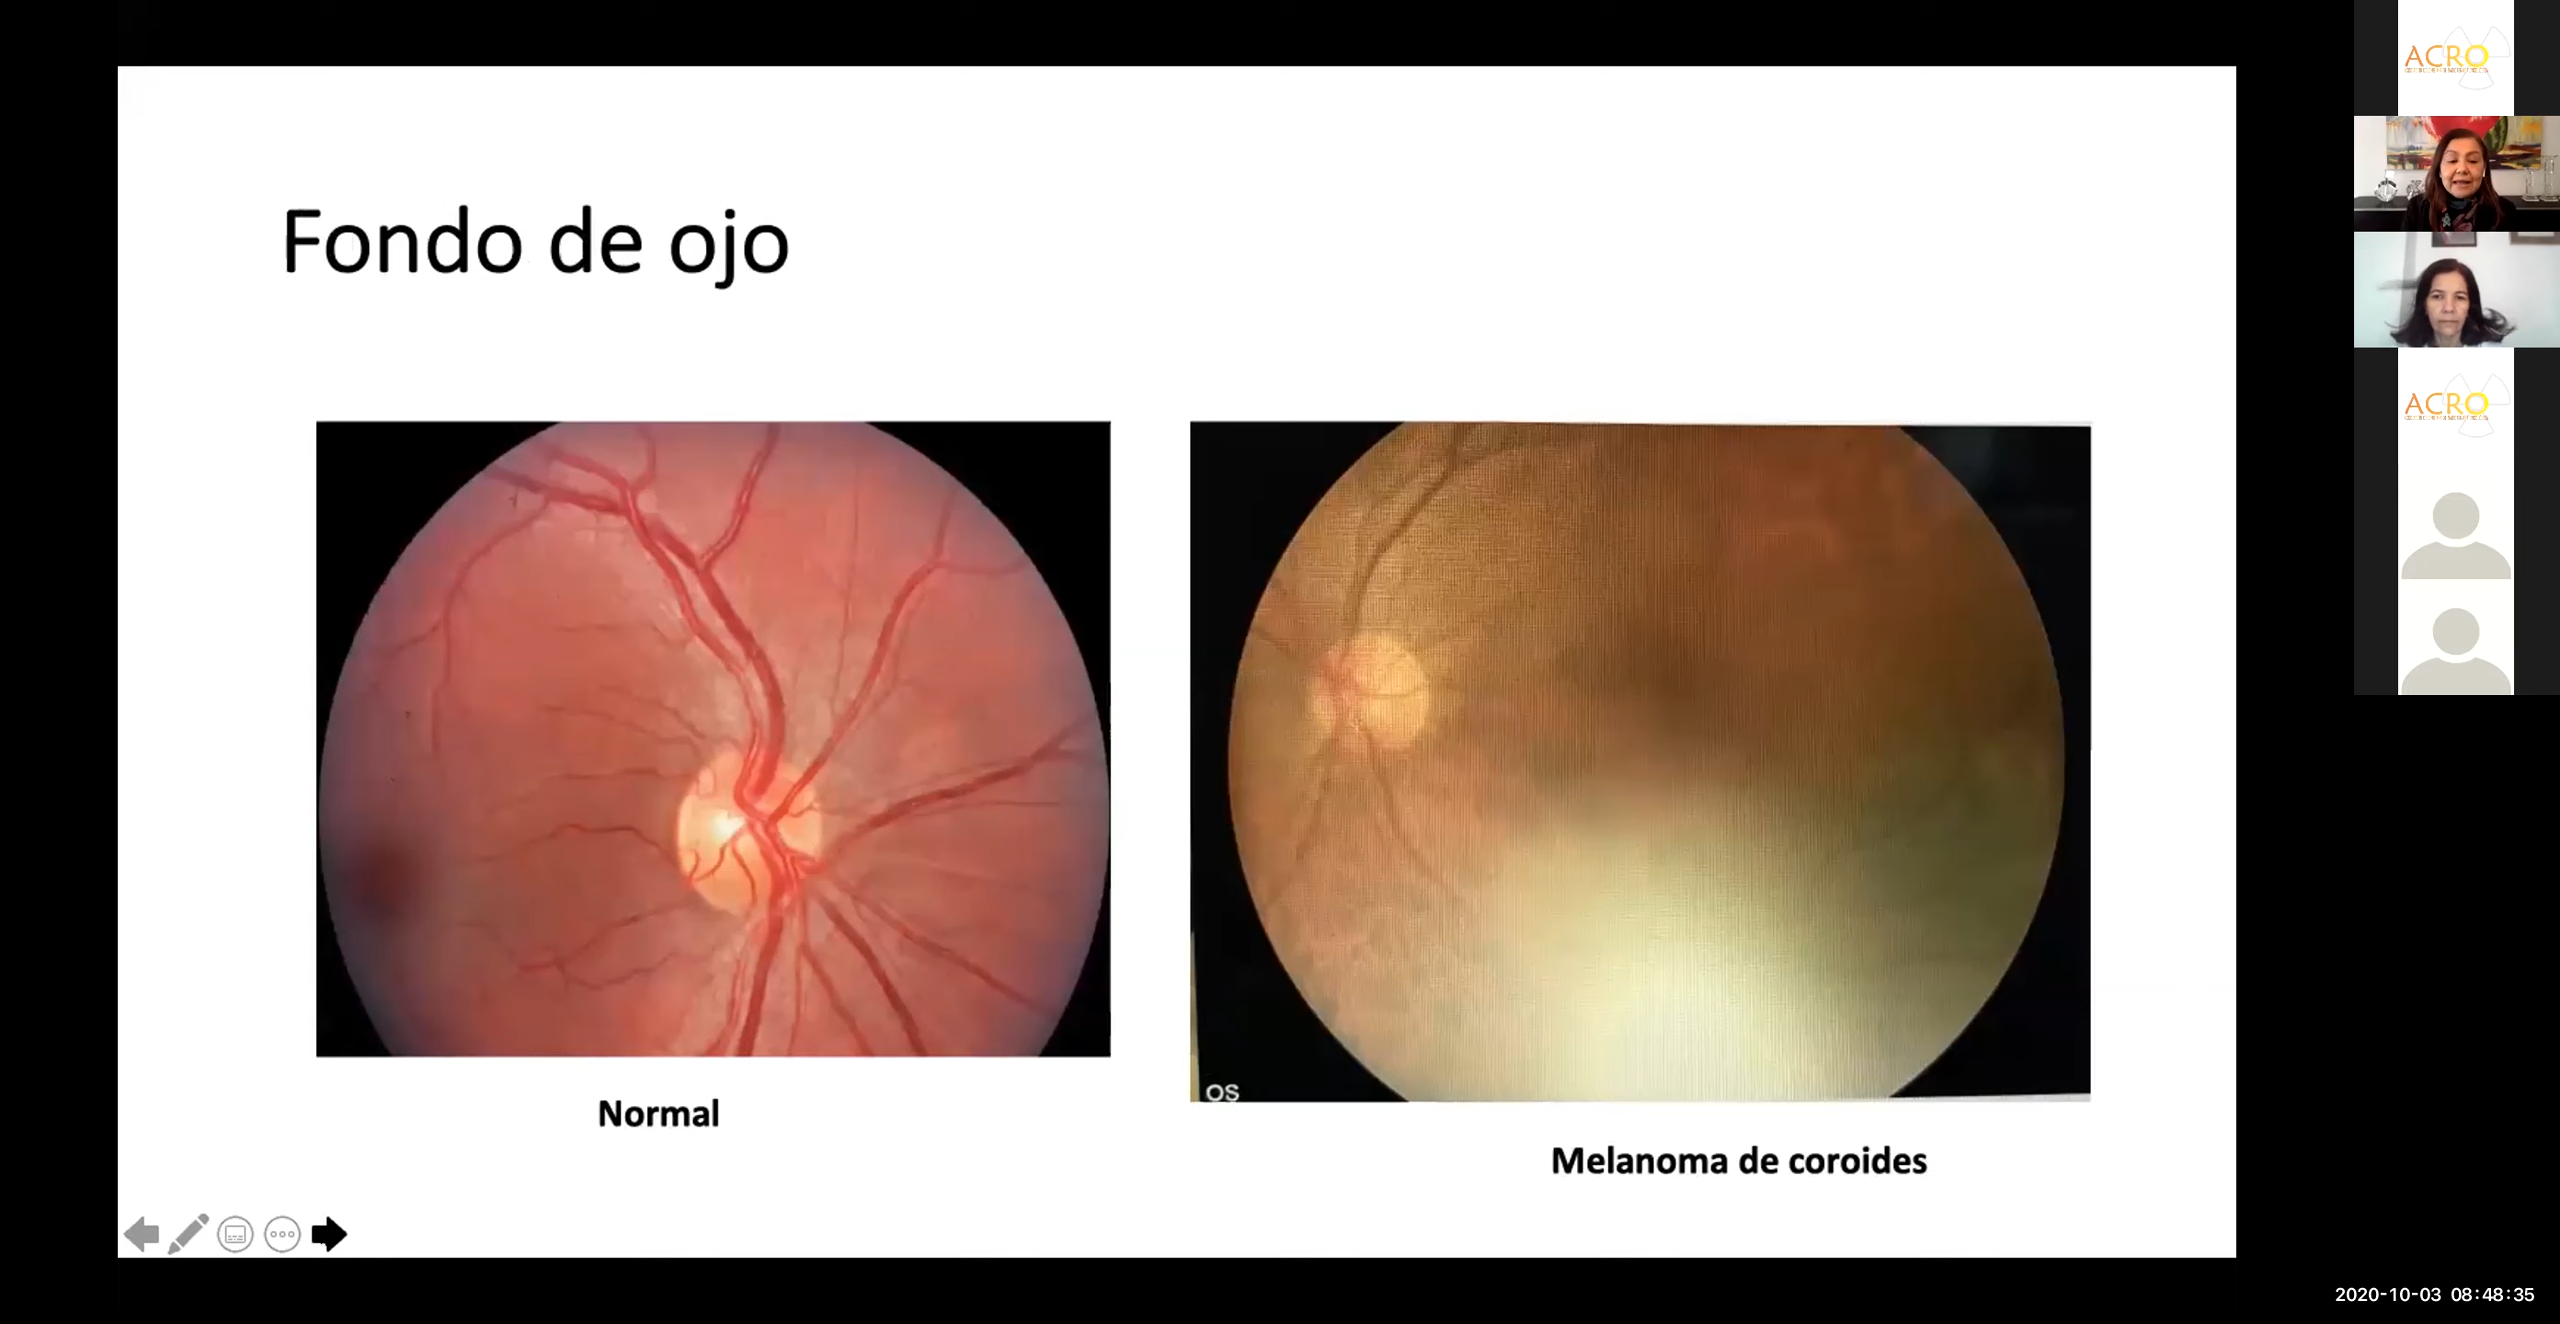 ACRO
Fondo de ojo
ACRO
OS
Normal
Melanoma de coroides
2020-10-03 08:48:35